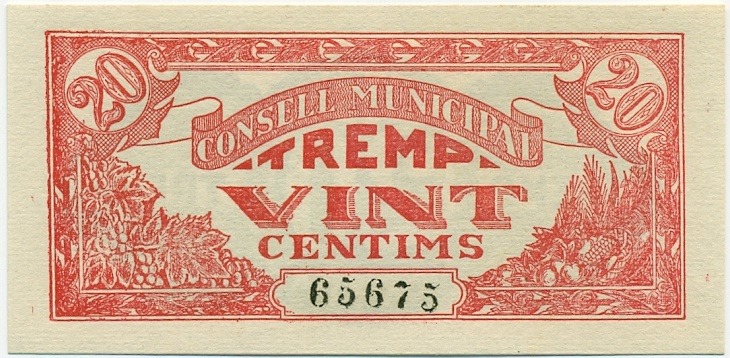 20 20
CONSELL MUNICIPAL
TREMP
VINT
CENTIMS
65675